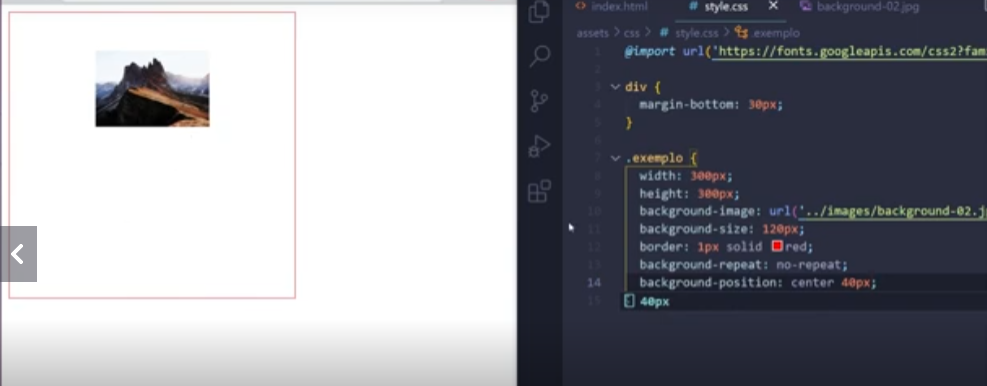 index.html
# style.css
background-02.jpg
assets > css > # style.css > .exemplo
1 @import url('https://fonts.googleapis.com/css2?fam
2
3 div {
4 margin-bottom: 30px;
5 }
6
7 .exemplo {
8 width: 300px;
9 height: 300px;
10 background-image: url('../images/background-02.j
11 background-size: 120px;
12 border: 1px solid red;
13 background-repeat: no-repeat;
14 background-position: center 40px;
15 40px